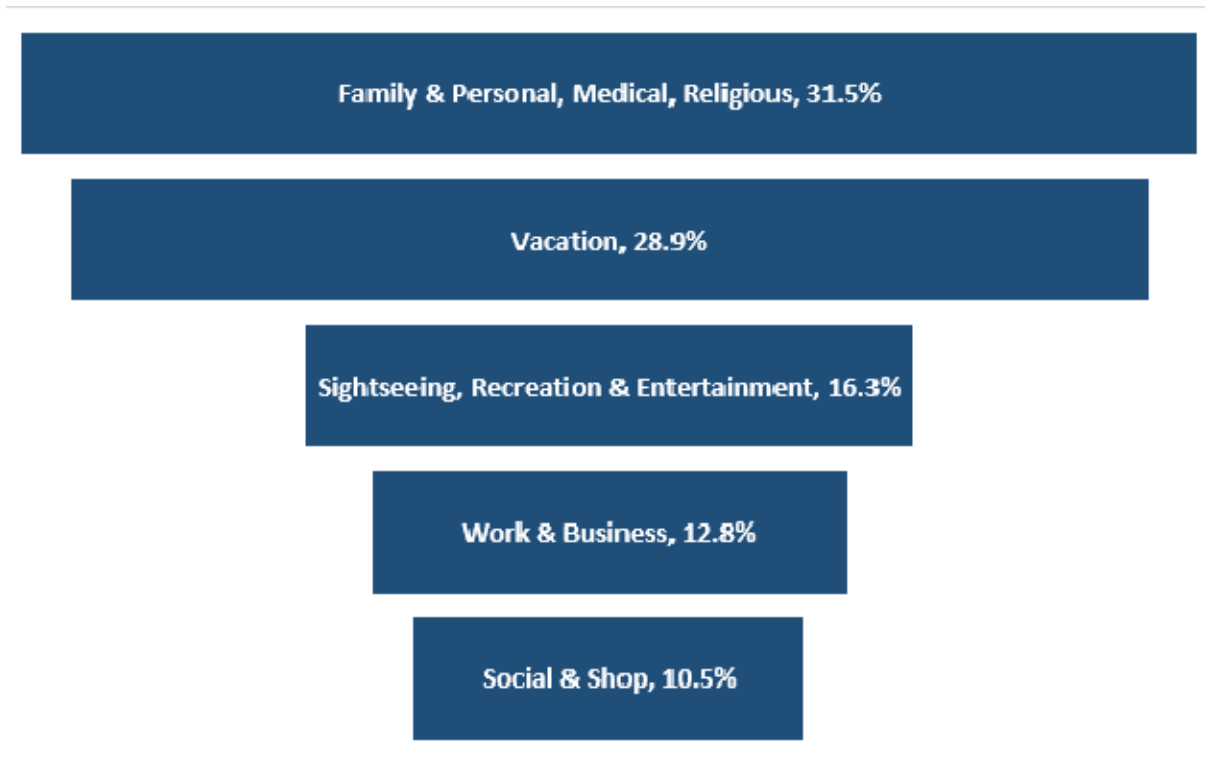 Family & Personal, Medical, Religious, 31.5%
Vacation, 28.9%
Sightseeing, Recreation & Entertainment, 16.3%
Work & Business, 12.8%
Social & Shop, 10.5%